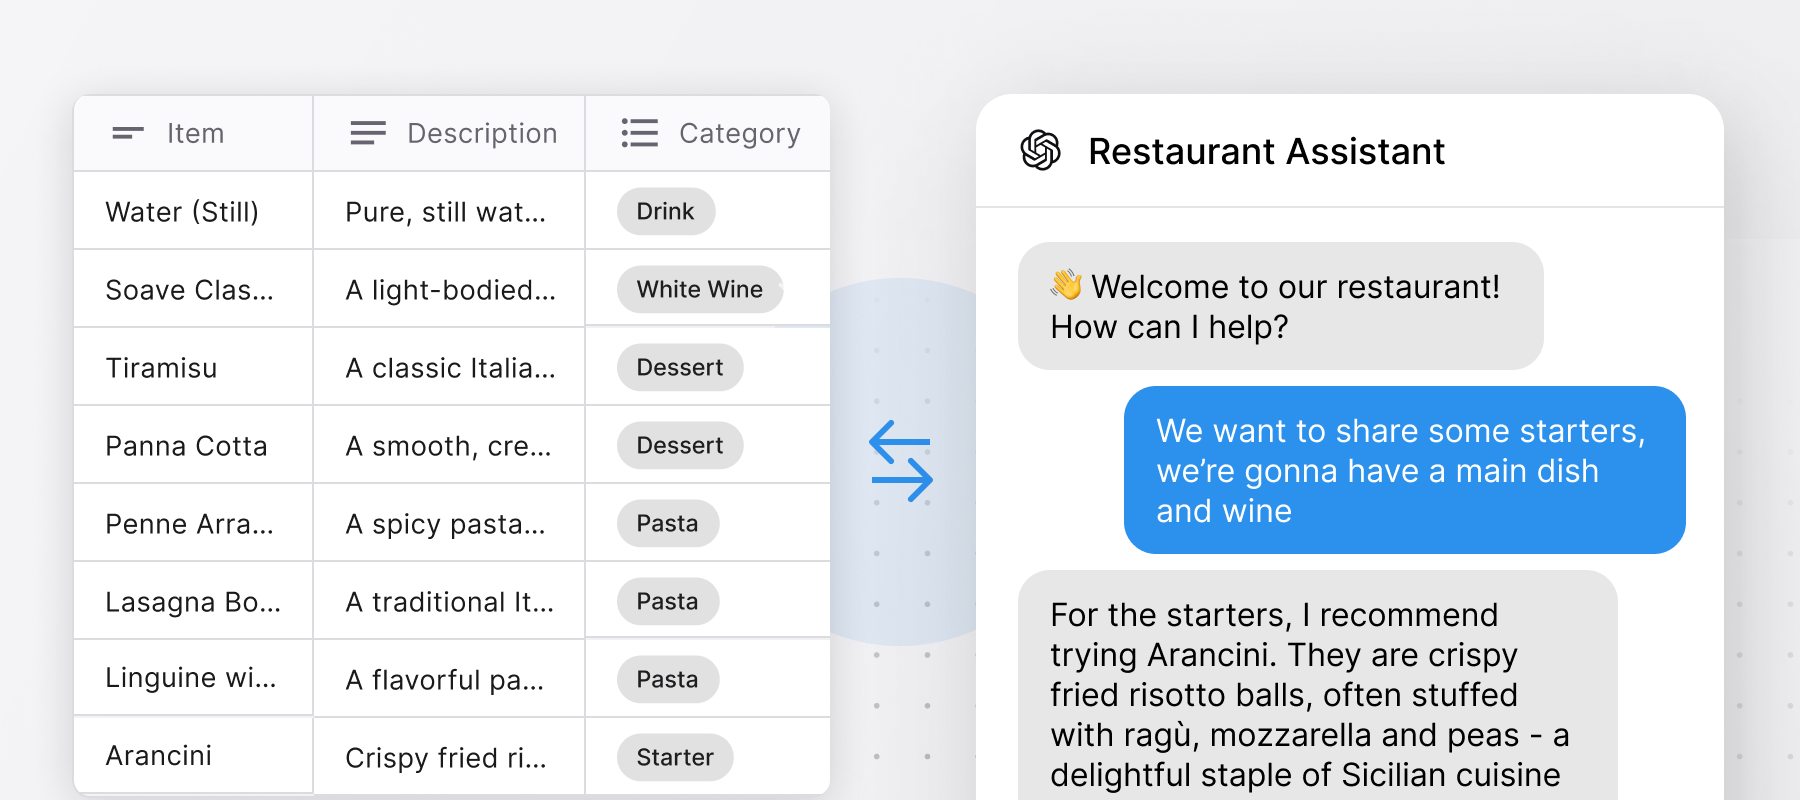 Item Description Category
Water (Still) Pure, still wat... Drink
Soave Clas... A light-bodied... White Wine
Tiramisu A classic Italia... Dessert
Panna Cotta A smooth, cre... Dessert
Penne Arra... A spicy pasta... Pasta
Lasagna Bo... A traditional It... Pasta
Linguine wi... A flavorful pa... Pasta
Arancini Crispy fried ri... Starter
Restaurant Assistant
👋 Welcome to our restaurant!
How can I help?
We want to share some starters,
we’re gonna have a main dish
and wine
For the starters, I recommend
trying Arancini. They are crispy
fried risotto balls, often stuffed
with ragù, mozzarella and peas - a
delightful staple of Sicilian cuisine